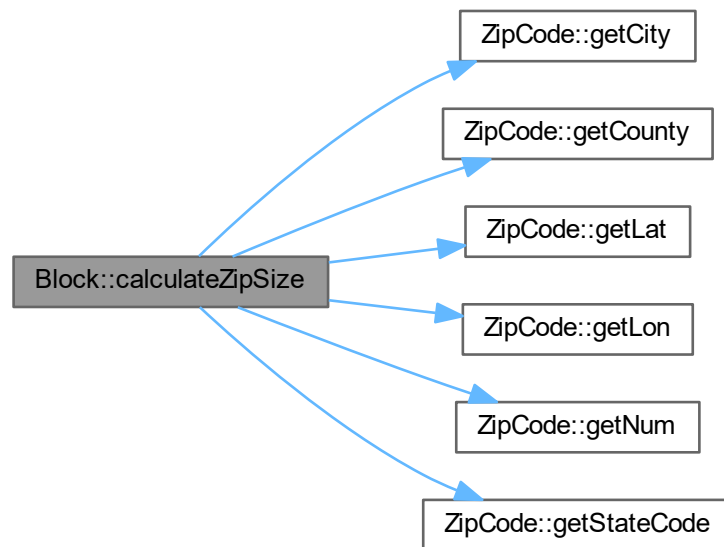 ZipCode::getCity
ZipCode::getCounty
ZipCode::getLat
Block::calculateZipSize
ZipCode::getLon
ZipCode::getNum
ZipCode::getStateCode